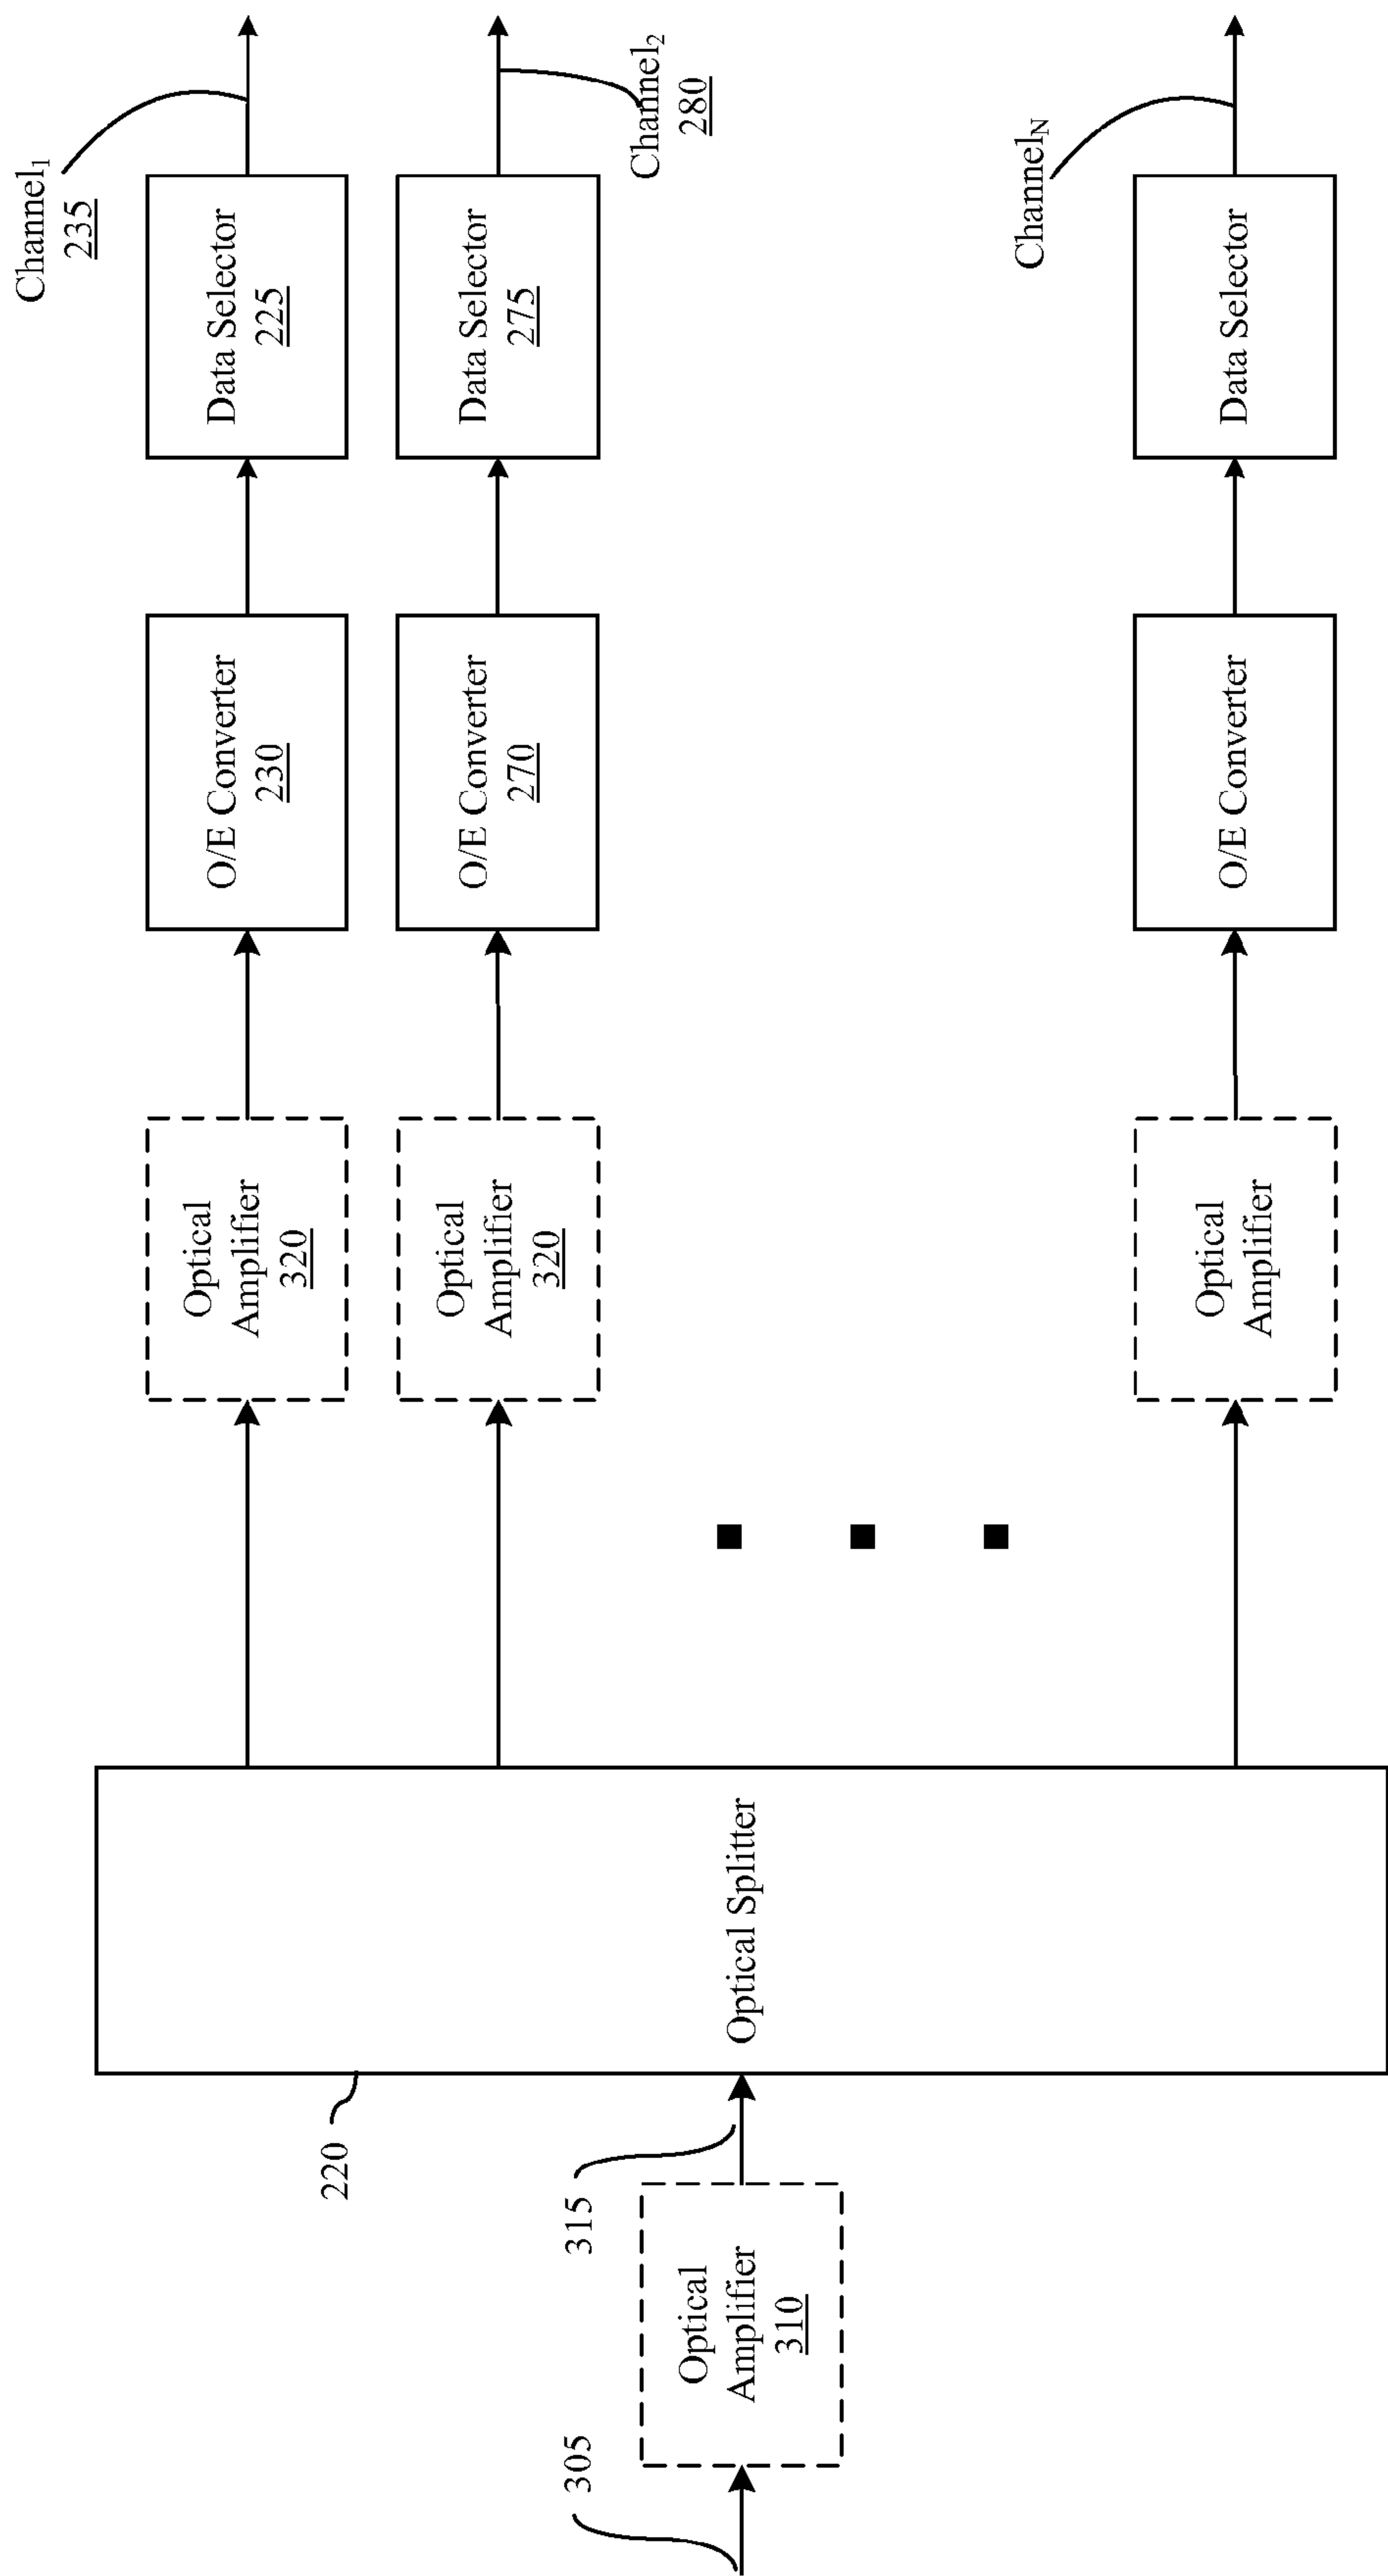 305
Optical
Amplifier
310
315
220
Optical Splitter
Optical
Amplifier
320
O/E Converter
230
Data Selector
225
Channel1
235
Optical
Amplifier
320
O/E Converter
270
Data Selector
275
Channel2
280
Optical
Amplifier
O/E Converter
Data Selector
ChannelN